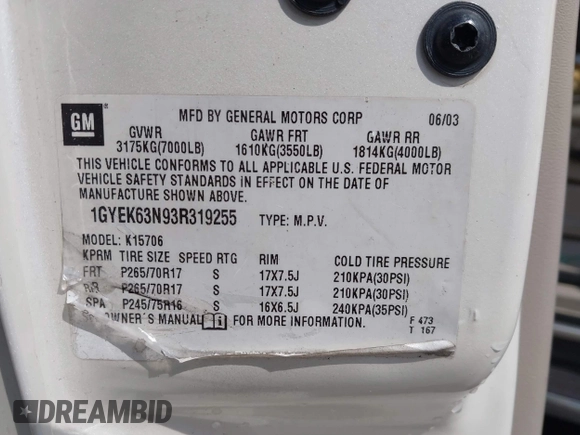 GM ®
MFD BY GENERAL MOTORS CORP 06/03
GVWR GAWR FRT GAWR RR
3175KG(7000LB) 1610KG(3550LB) 1814KG(4000LB)
THIS VEHICLE CONFORMS TO ALL APPLICABLE U.S. FEDERAL MOTOR
VEHICLE SAFETY STANDARDS IN EFFECT ON THE DATE OF
MANUFACTURE SHOWN ABOVE.
1GYEK63N93R319255 TYPE: M.P.V.
MODEL: K15706
KPRM TIRE SIZE SPEED RTG RIM COLD TIRE PRESSURE
FRT P265/70R17 S 17X7.5J 210KPA(30PSI)
RR P265/70R17 S 17X7.5J 210KPA(30PSI)
SPA P245/75R16 S 16X6.5J 240KPA(35PSI)
OWNER'S MANUAL i FOR MORE INFORMATION. F 473
T 167
DREAMBID